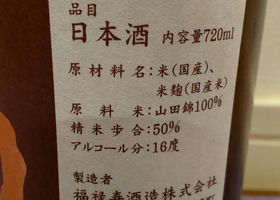 品目
日本酒 内容量720ml
原材料名:米(国産)、
米麹(国産米)
原料米:山田錦100%
精米歩合:50%
アルコール分:16度
製造者
福禄寿酒造株式会社